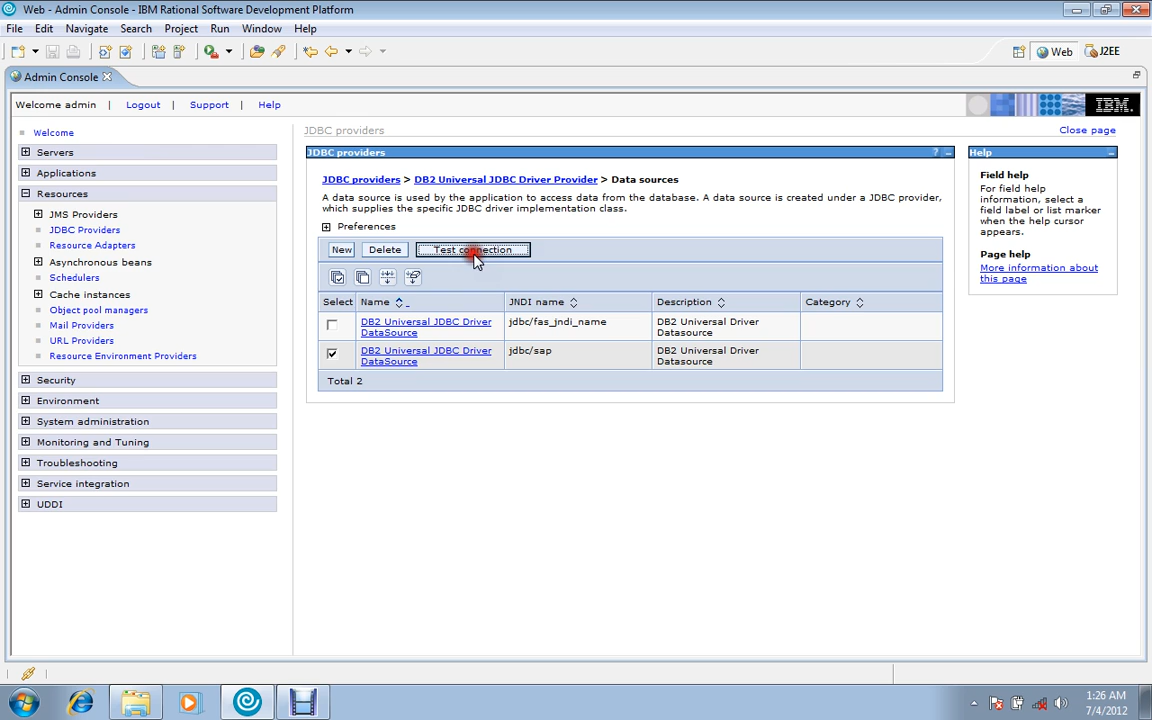 Web - Admin Console - IBM Rational Software Development Platform
File Edit Navigate Search Project Run Window Help
Web J2EE
Admin Console
Welcome admin | Logout | Support | Help
IBM.
Welcome
Servers
Applications
Resources
JMS Providers
JDBC Providers
Resource Adapters
Asynchronous beans
Schedulers
Cache instances
Object pool managers
Mail Providers
URL Providers
Resource Environment Providers
Security
Environment
System administration
Monitoring and Tuning
Troubleshooting
Service integration
UDDI
JDBC providers
Close page
JDBC providers ?
JDBC providers > DB2 Universal JDBC Driver Provider > Data sources
A data source is used by the application to access data from the database. A data source is created under a JDBC provider,
which supplies the specific JDBC driver implementation class.
Preferences
New Delete Test connection
Select Name JNDI name Description Category
DB2 Universal JDBC Driver jdbc/fas_jndi_name DB2 Universal Driver
DataSource Datasource
DB2 Universal JDBC Driver jdbc/sap DB2 Universal Driver
DataSource Datasource
Total 2
Help
Field help
For field help
information, select a
field label or list marker
when the help cursor
appears.
Page help
More information about
this page
1:26 AM
7/4/2012